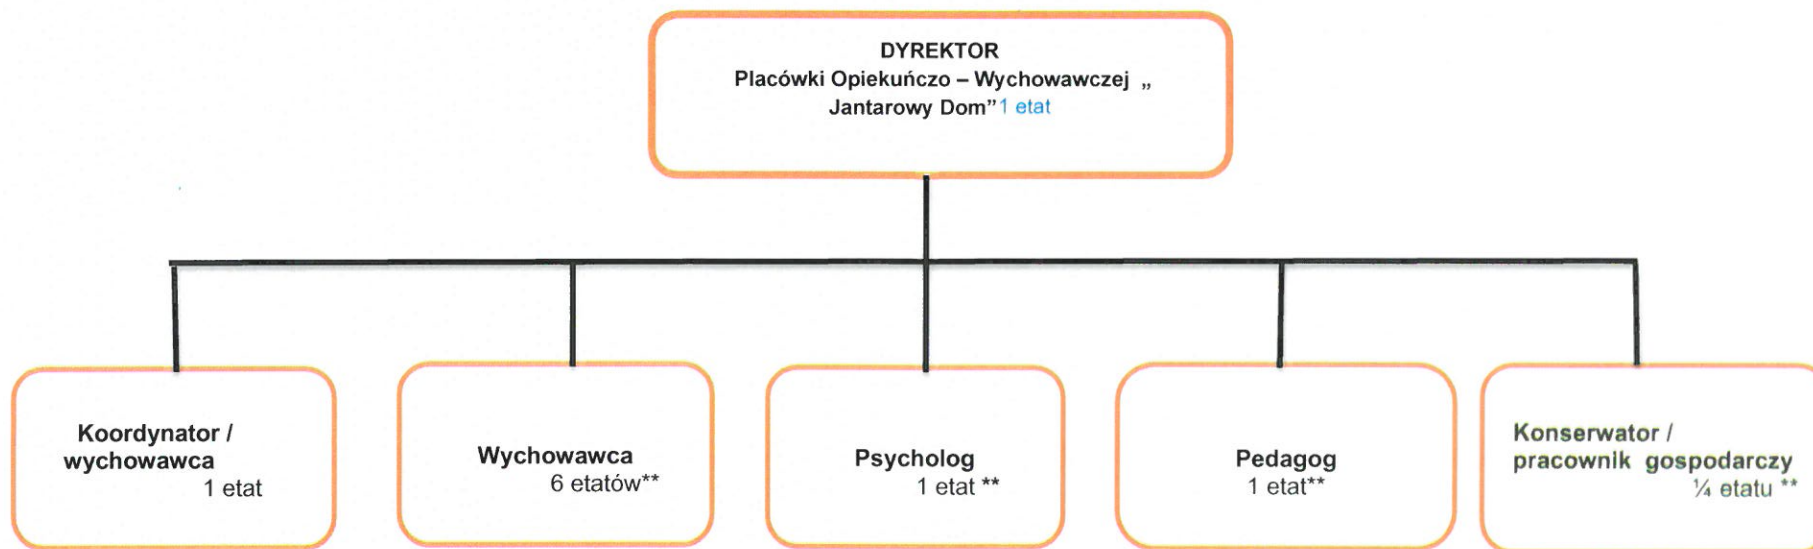 DYREKTOR
Placówki Opiekuńczo – Wychowawczej „
Jantarowy Dom” 1 etat
Koordynator /
wychowawca
1 etat
Wychowawca
6 etatów**
Psycholog
1 etat **
Pedagog
1 etat**
Konserwator /
pracownik gospodarczy
¼ etatu **